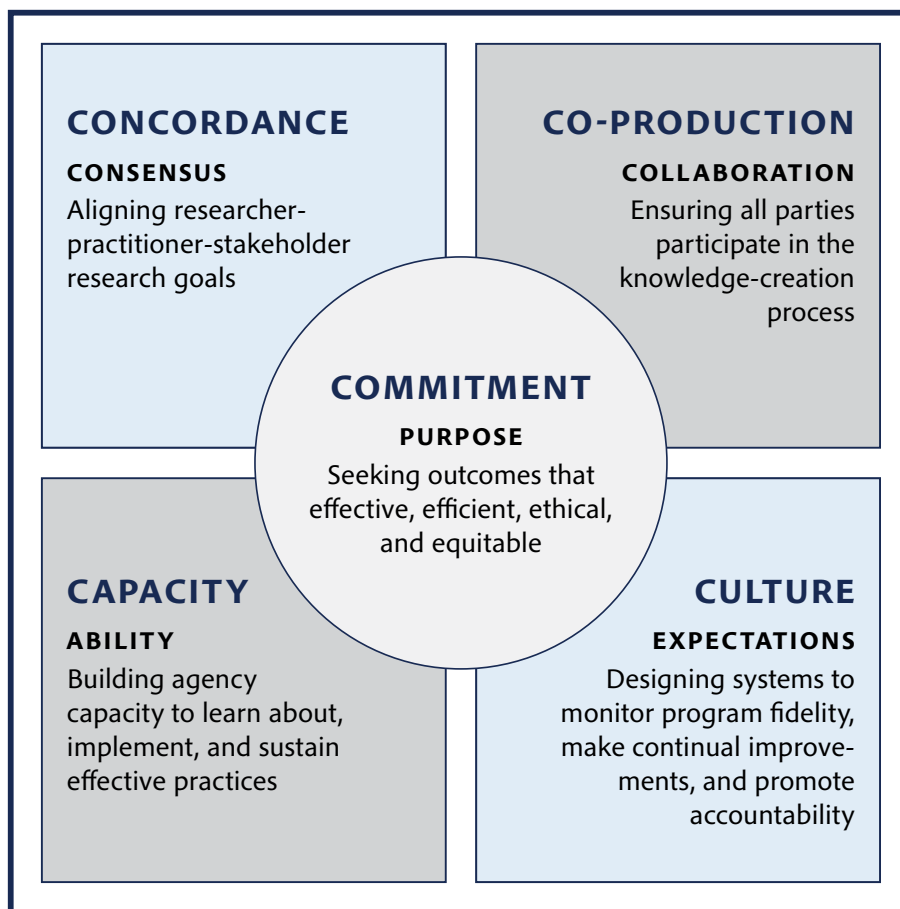 CONCORDANCE
CONSENSUS
Aligning researcher-
practitioner-stakeholder
research goals
CO-PRODUCTION
COLLABORATION
Ensuring all parties
participate in the
knowledge-creation
process
COMMITMENT
PURPOSE
Seeking outcomes that
effective, efficient, ethical,
and equitable
CAPACITY
ABILITY
Building agency
capacity to learn about,
implement, and sustain
effective practices
CULTURE
EXPECTATIONS
Designing systems to
monitor program fidelity,
make continual improve-
ments, and promote
accountability